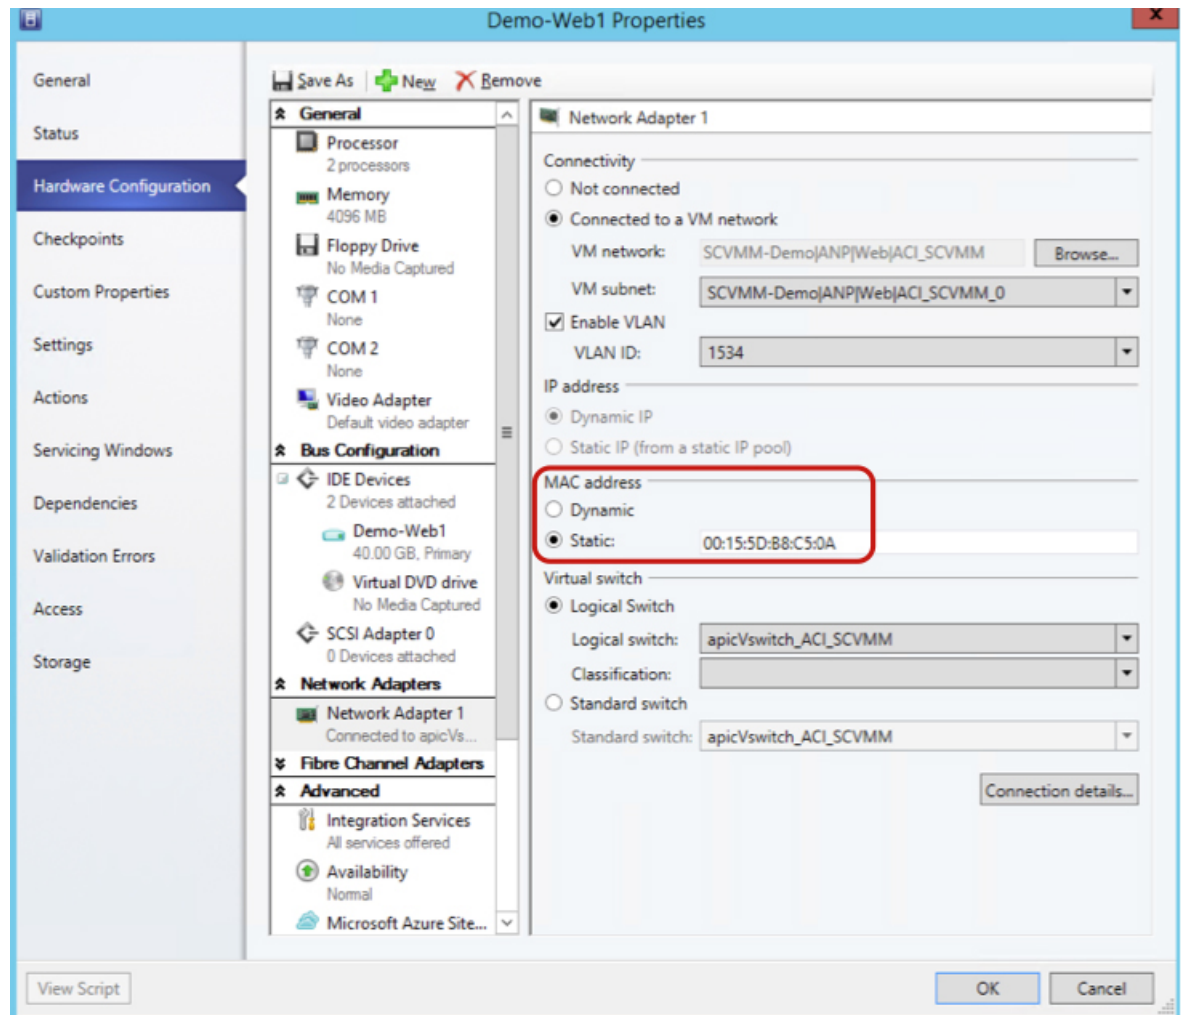 Demo-Web1 Properties
x
General
Status
Hardware Configuration
Checkpoints
Custom Properties
Settings
Actions
Servicing Windows
Dependencies
Validation Errors
Access
Storage
Save As New Remove
General
Processor
2 processors
Memory
4096 MB
Floppy Drive
No Media Captured
COM 1
None
COM 2
None
Video Adapter
Default video adapter
Bus Configuration
IDE Devices
2 Devices attached
Demo-Web1
40.00 GB, Primary
Virtual DVD drive
No Media Captured
SCSI Adapter 0
0 Devices attached
Network Adapters
Network Adapter 1
Connected to apicVs...
Fibre Channel Adapters
Advanced
Integration Services
All services offered
Availability
Normal
Microsoft Azure Site...
Network Adapter 1
Connectivity
Not connected
Connected to a VM network
VM network: SCVMM-Demo|ANP|Web|ACI_SCVMM Browse...
VM subnet: SCVMM-Demo|ANP|Web|ACI_SCVMM_0
Enable VLAN
VLAN ID: 1534
IP address
Dynamic IP
Static IP (from a static IP pool)
MAC address
Dynamic
Static: 00:15:5D:B8:C5:0A
Virtual switch
Logical Switch
Logical switch: apicVswitch_ACI_SCVMM
Classification:
Standard switch
Standard switch: apicVswitch_ACI_SCVMM
Connection details...
View Script
OK Cancel